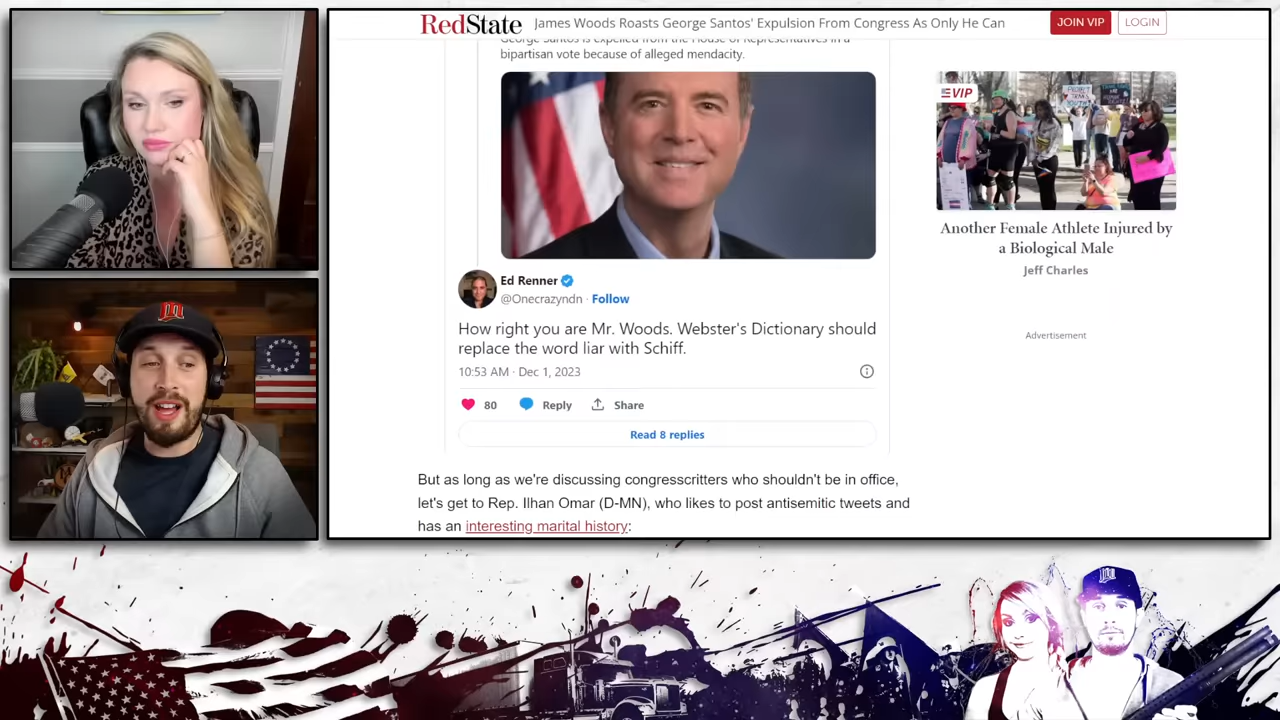 RedState
James Woods Roasts George Santos' Expulsion From Congress As Only He Can
JOIN VIP
LOGIN
George Santos is expelled from the House of Representatives in a
bipartisan vote because of alleged mendacity.
Ed Renner
@Onecrazyndn · Follow
How right you are Mr. Woods. Webster's Dictionary should
replace the word liar with Schiff.
10:53 AM · Dec 1, 2023
80
Reply
Share
Read 8 replies
But as long as we're discussing congresscritters who shouldn't be in office,
let's get to Rep. Ilhan Omar (D-MN), who likes to post antisemitic tweets and
has an interesting marital history:
VIP
PROTECT
TRANS
YOUTH
Another Female Athlete Injured by
a Biological Male
Jeff Charles
Advertisement